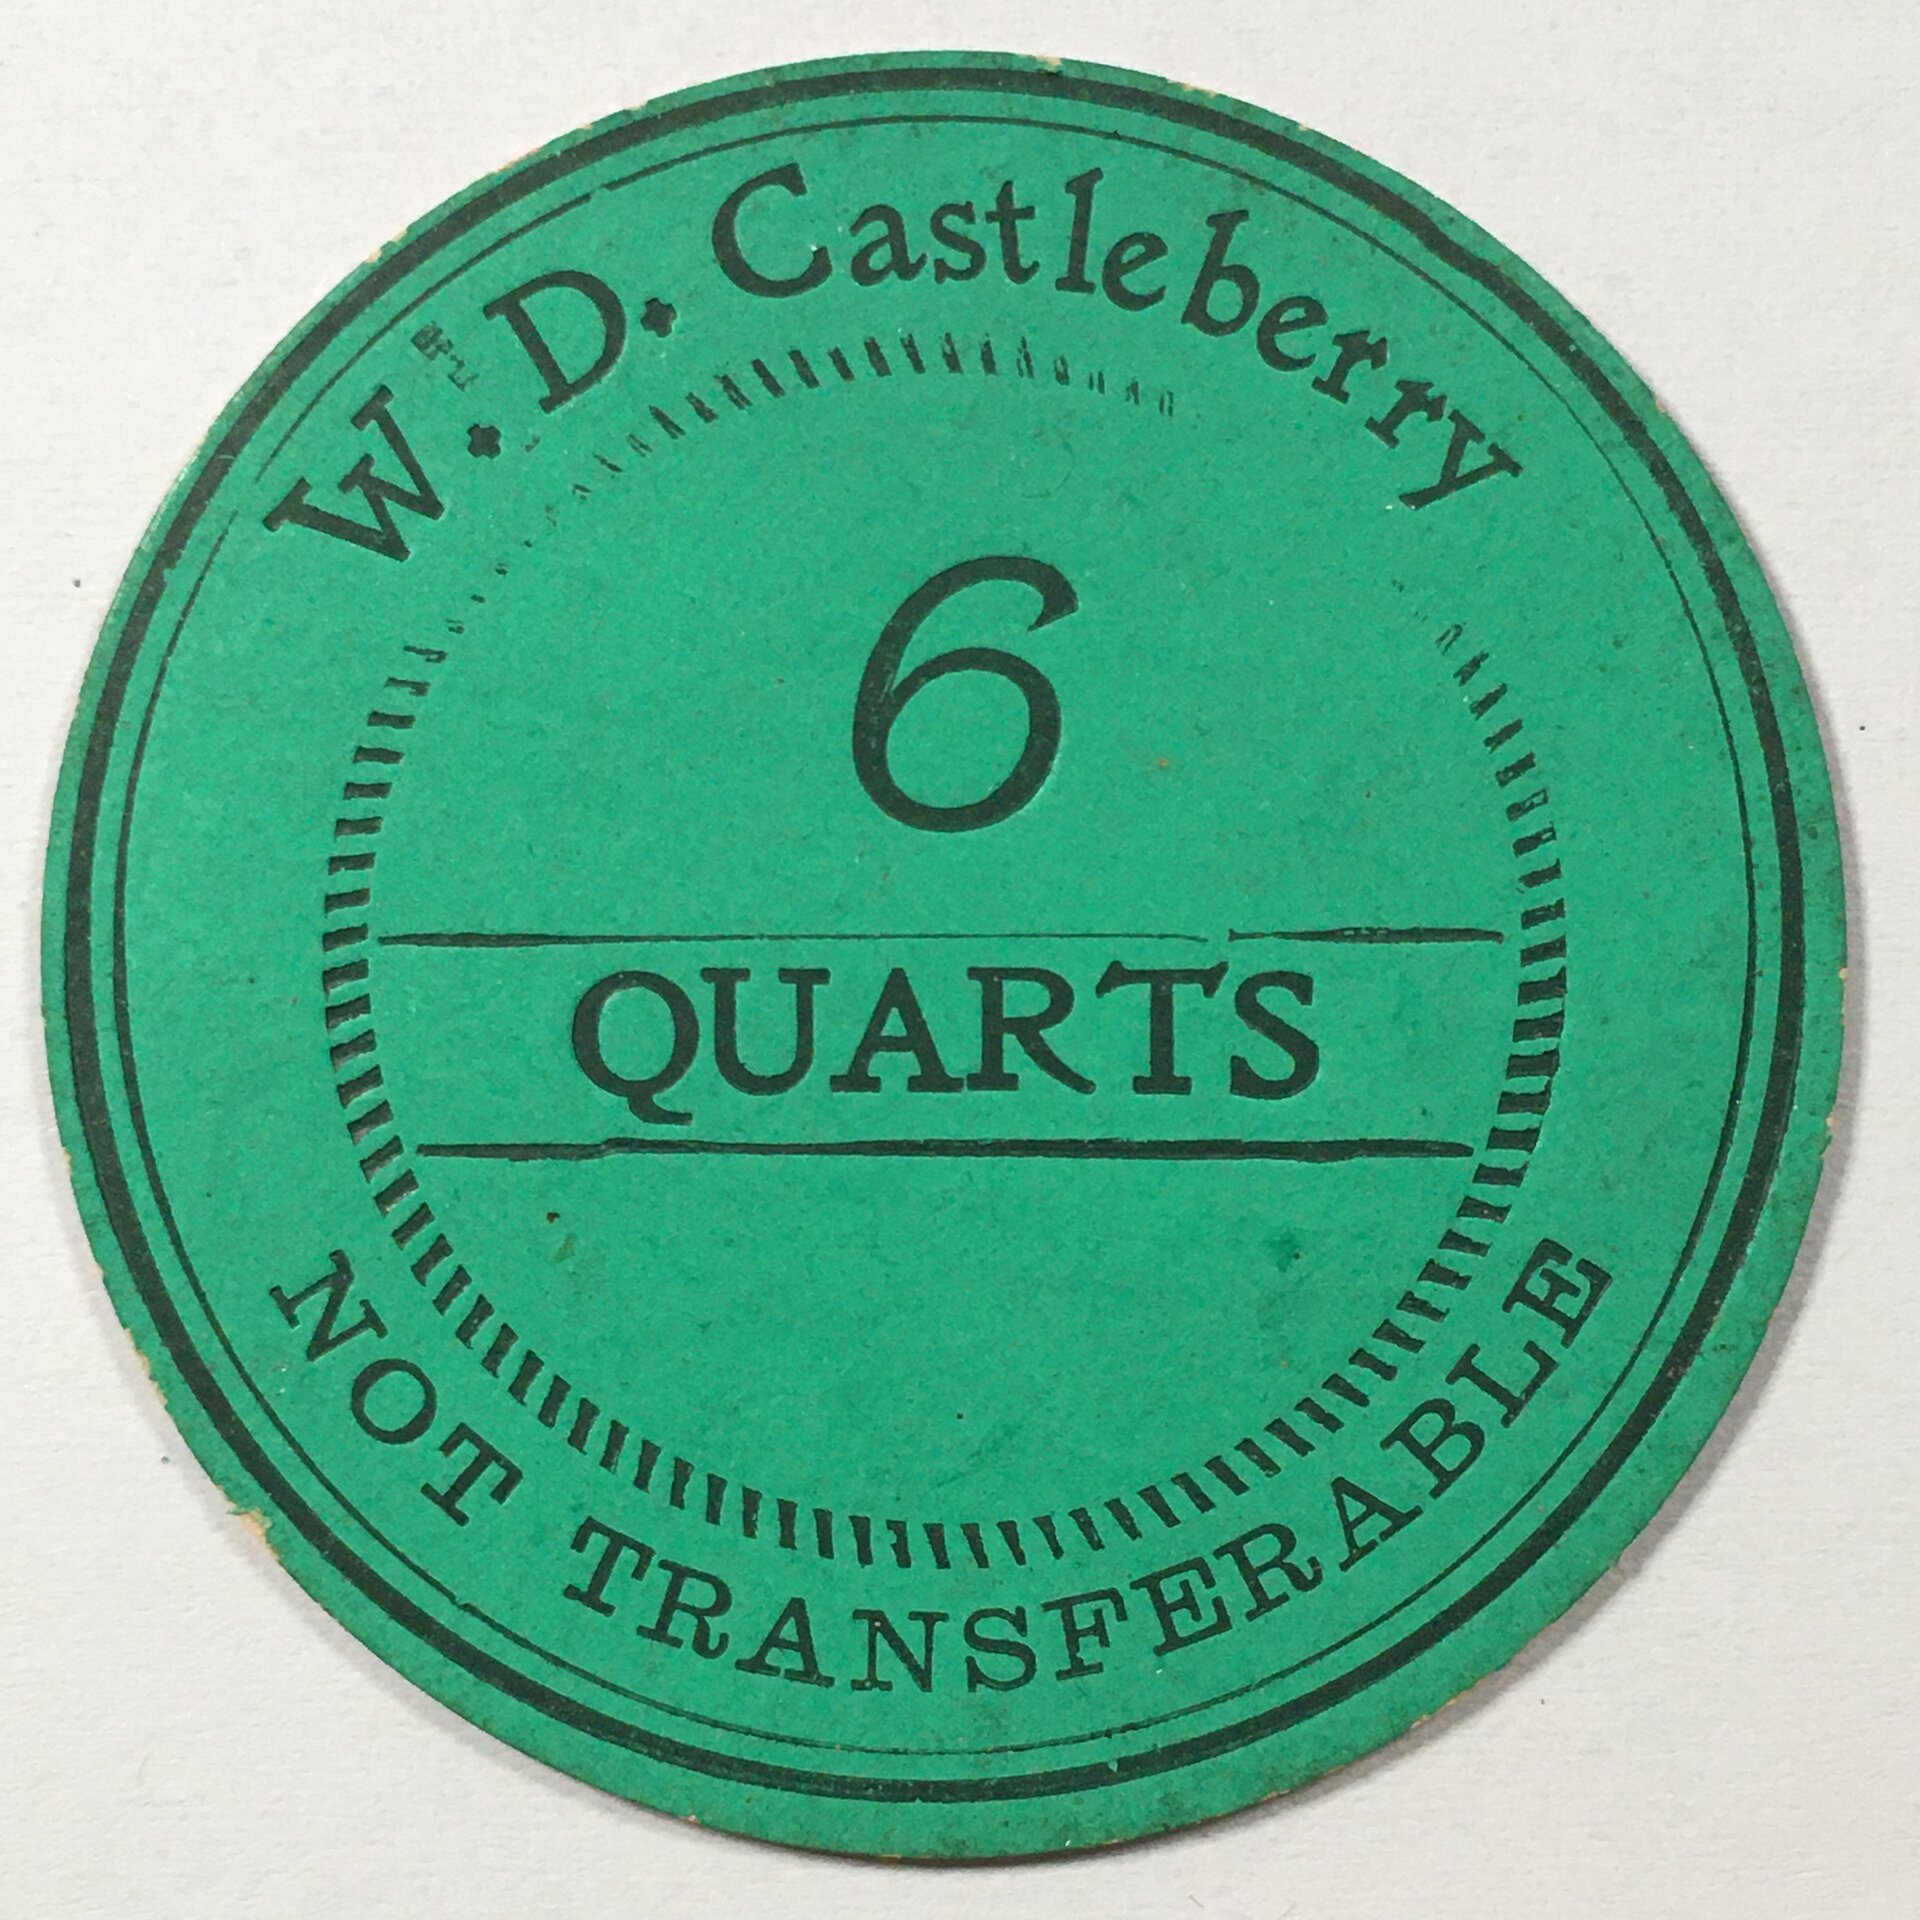 W. D. Castleberry
6
QUARTS
NOT TRANSFERABLE